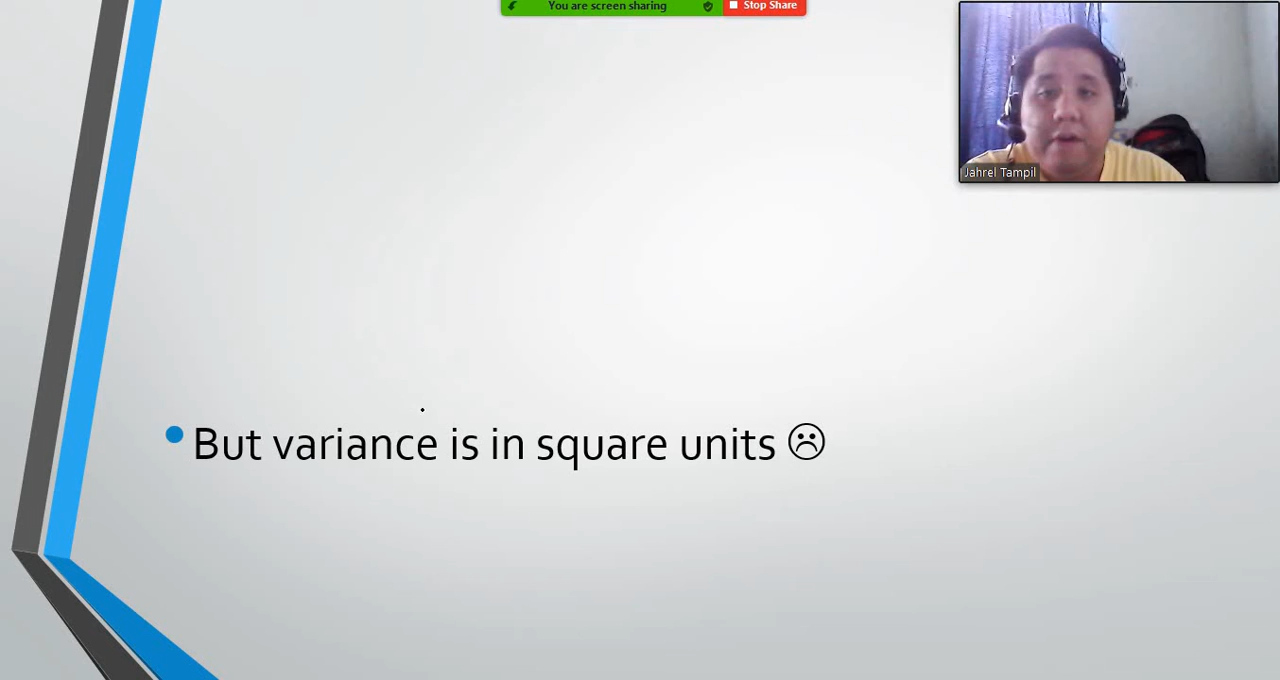 You are screen sharing
Stop Share
Jahrel Tampil
But variance is in square units ☹